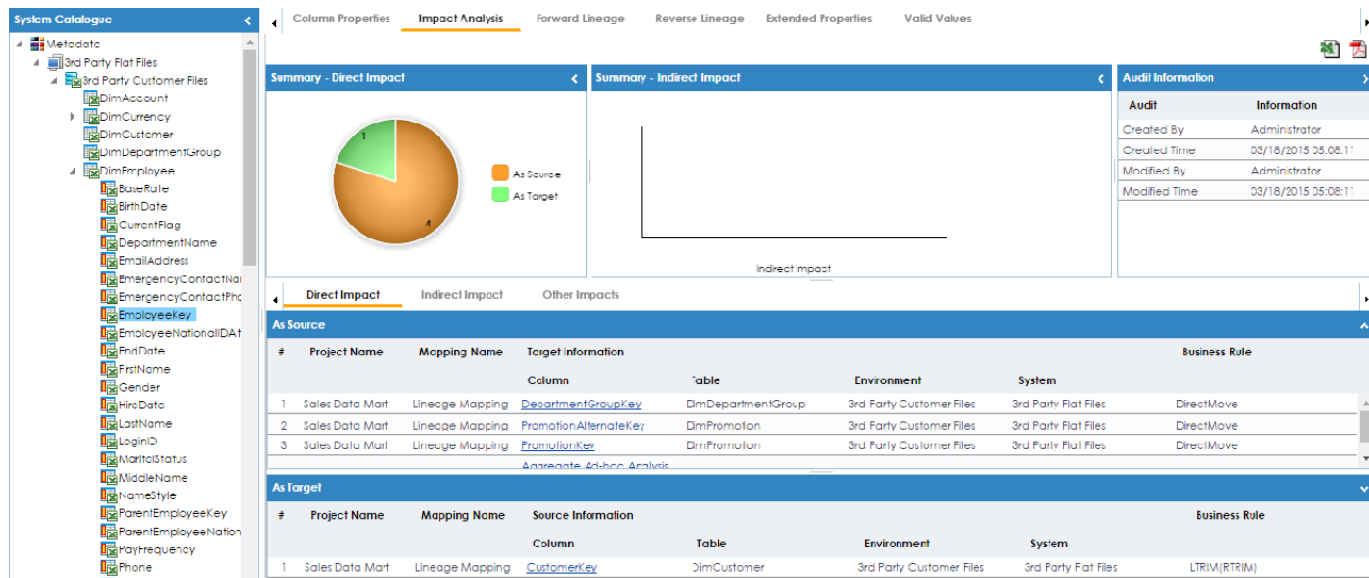 System Catalogue
Metadata
3rd Party Flat Files
3rd Party Customer Files
DimAccount
DimCurrency
DimCustomer
DimDepartmentGroup
DimEmployee
BaseRate
BirthDate
CurrentFlag
DepartmentName
EmailAddress
EmergencyContactNa
EmergencyContactPho
EmployeeKey
EmployeeNationalIDAl
EndDate
FirstName
Gender
HireDate
LastName
LoginID
MaritalStatus
MiddleName
NameStyle
ParentEmployeeKey
ParentEmployeeNation
PayFrequency
Phone
Column Properties Impact Analysis Forward Lineage Reverse Lineage Extended Properties Valid Values
Summary - Direct Impact
1
4
As Source
As Target
Summary - Indirect Impact
Indirect Impact
Audit Information
Audit Information
Created By Administrator
Created Time 03/18/2015 05:08:11
Modified By Administrator
Modified Time 03/18/2015 05:08:11
Direct Impact Indirect Impact Other Impacts
As Source
# Project Name Mapping Name Target Information Business Rule
Column Table Environment System
1 Sales Data Mart Lineage Mapping DepartmentGroupKey DimDepartmentGroup 3rd Party Customer Files 3rd Party Flat Files DirectMove
2 Sales Data Mart Lineage Mapping PromotionAlternateKey DimPromotion 3rd Party Customer Files 3rd Party Flat Files DirectMove
3 Sales Data Mart Lineage Mapping PromotionKey DimPromotion 3rd Party Customer Files 3rd Party Flat Files DirectMove
Aggregate Ad-hoc Analysis
As Target
# Project Name Mapping Name Source Information Business Rule
Column Table Environment System
1 Sales Data Mart Lineage Mapping CustomerKey DimCustomer 3rd Party Customer Files 3rd Party Flat Files LTRIM(RTRIM)